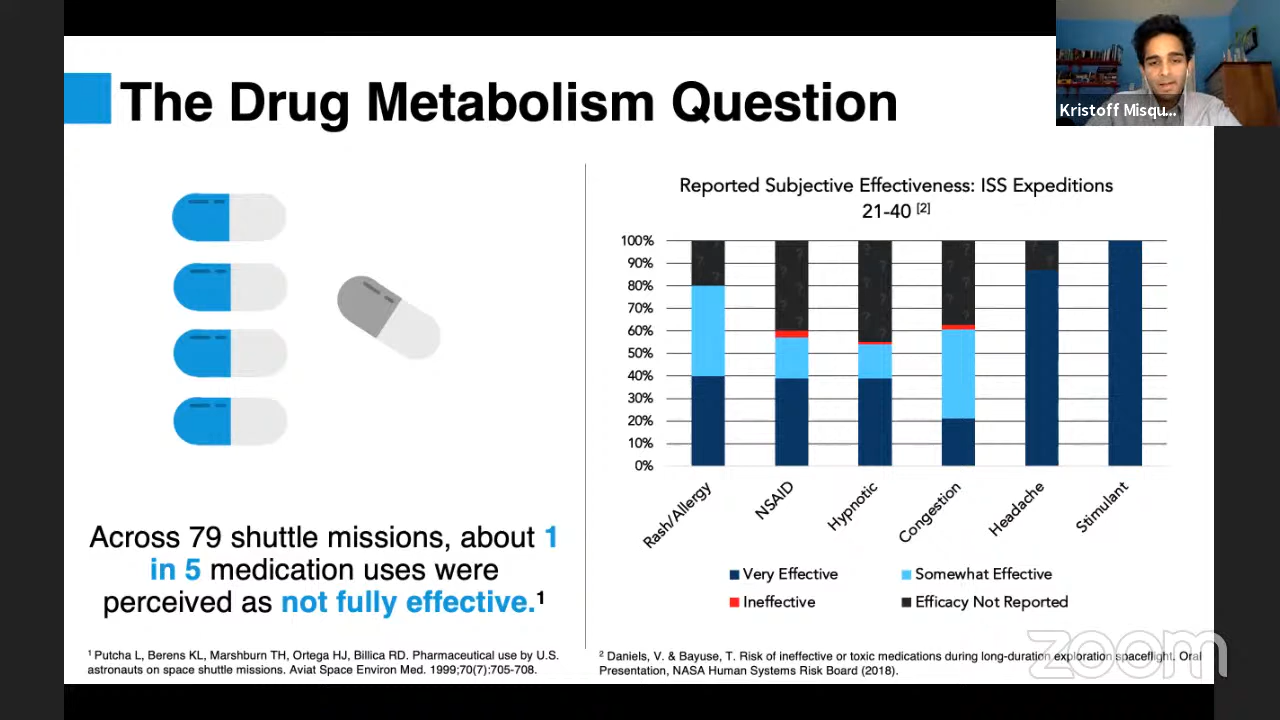 The Drug Metabolism Question
Kristoff Misqu...
Across 79 shuttle missions, about 1
in 5 medication uses were
perceived as not fully effective.¹
¹ Putcha L, Berens KL, Marshburn TH, Ortega HJ, Billica RD. Pharmaceutical use by U.S.
astronauts on space shuttle missions. Aviat Space Environ Med. 1999;70(7):705-708.
Reported Subjective Effectiveness: ISS Expeditions
21-40 [2]
100%
90%
80%
70%
60%
50%
40%
30%
20%
10%
0%
Rash/Allergy
NSAID
Hypnotic
Congestion
Headache
Stimulant
Very Effective
Somewhat Effective
Ineffective
Efficacy Not Reported
² Daniels, V. & Bayuse, T. Risk of ineffective or toxic medications during long-duration exploration spaceflight. Oral
Presentation, NASA Human Systems Risk Board (2018).
zoom